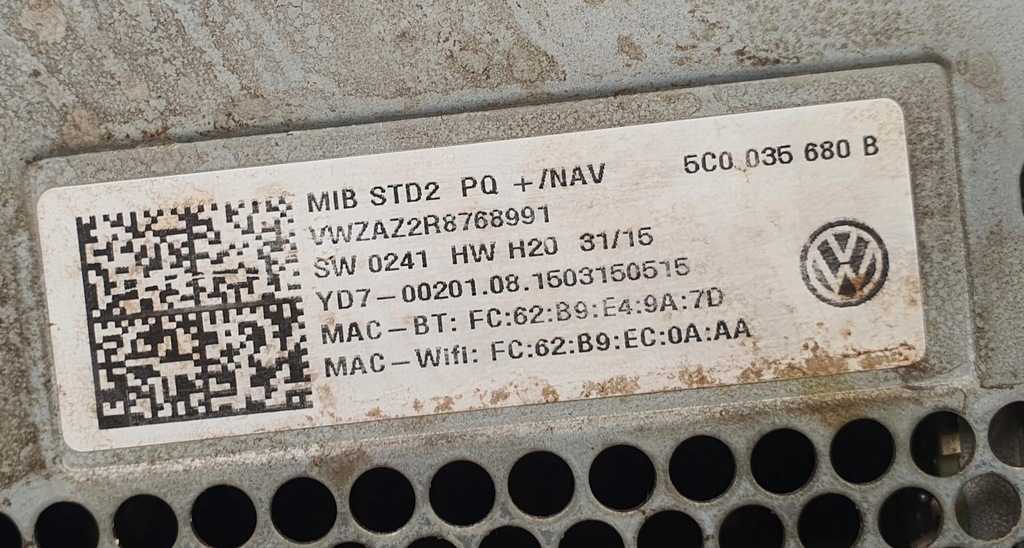 MIB STD2 PQ +/NAV 5C0 035 680 B
VWZAZ2R8768991
SW 0241 HW H20 31/15
YD7-00201.08.1503150515
MAC-BT: FC:62:B9:E4:9A:7D
MAC-Wifi: FC:62:B9:EC:0A:AA